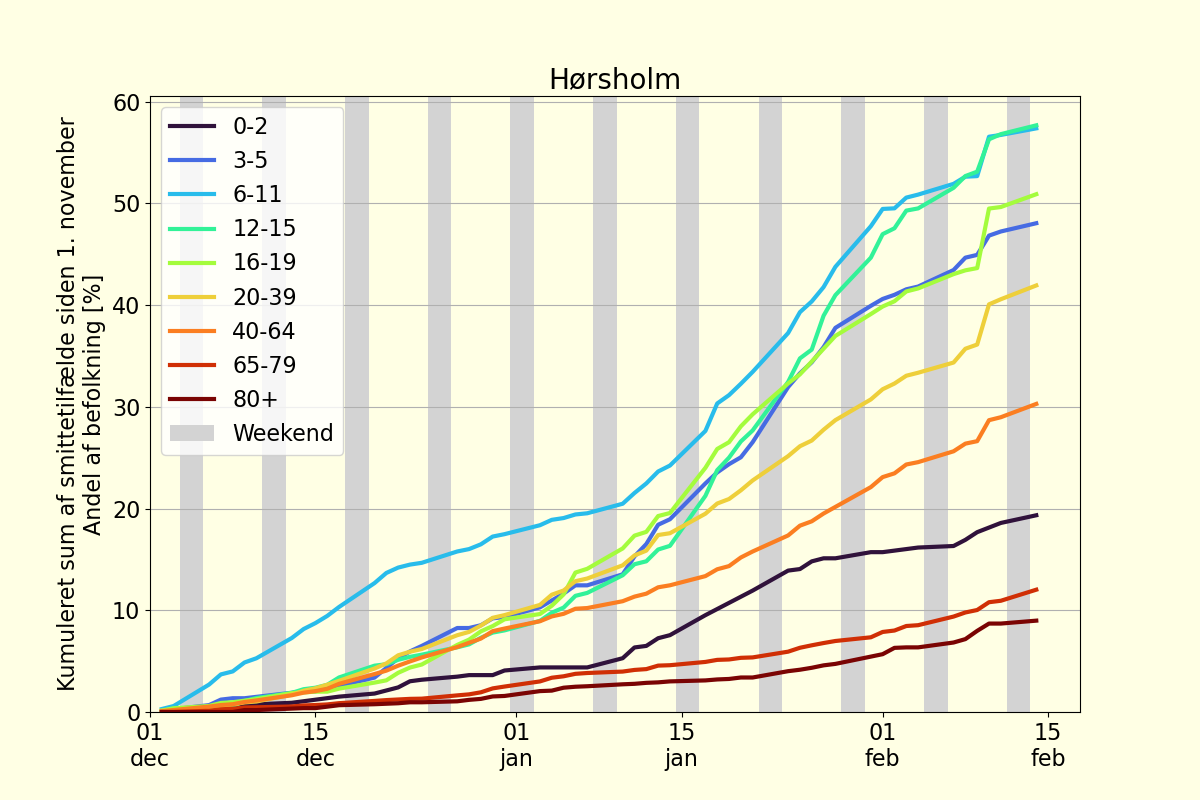 Hørsholm
Kumuleret sum af smittetilfælde siden 1. november
Andel af befolkning [%]
60
50
40
30
20
10
0
0-2
3-5
6-11
12-15
16-19
20-39
40-64
65-79
80+
Weekend
01 15 01 15 01 15
dec dec jan jan feb feb